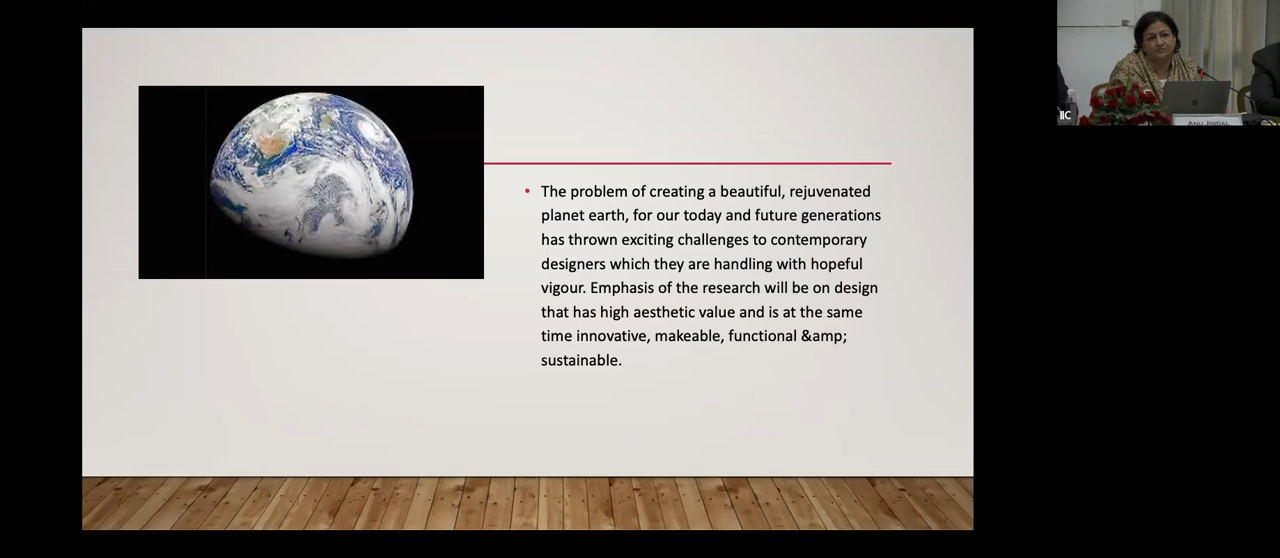 The problem of creating a beautiful, rejuvenated
planet earth, for our today and future generations
has thrown exciting challenges to contemporary
designers which they are handling with hopeful
vigour. Emphasis of the research will be on design
that has high aesthetic value and is at the same
time innovative, makeable, functional &amp;
sustainable.
IIC
ANU JINDAL